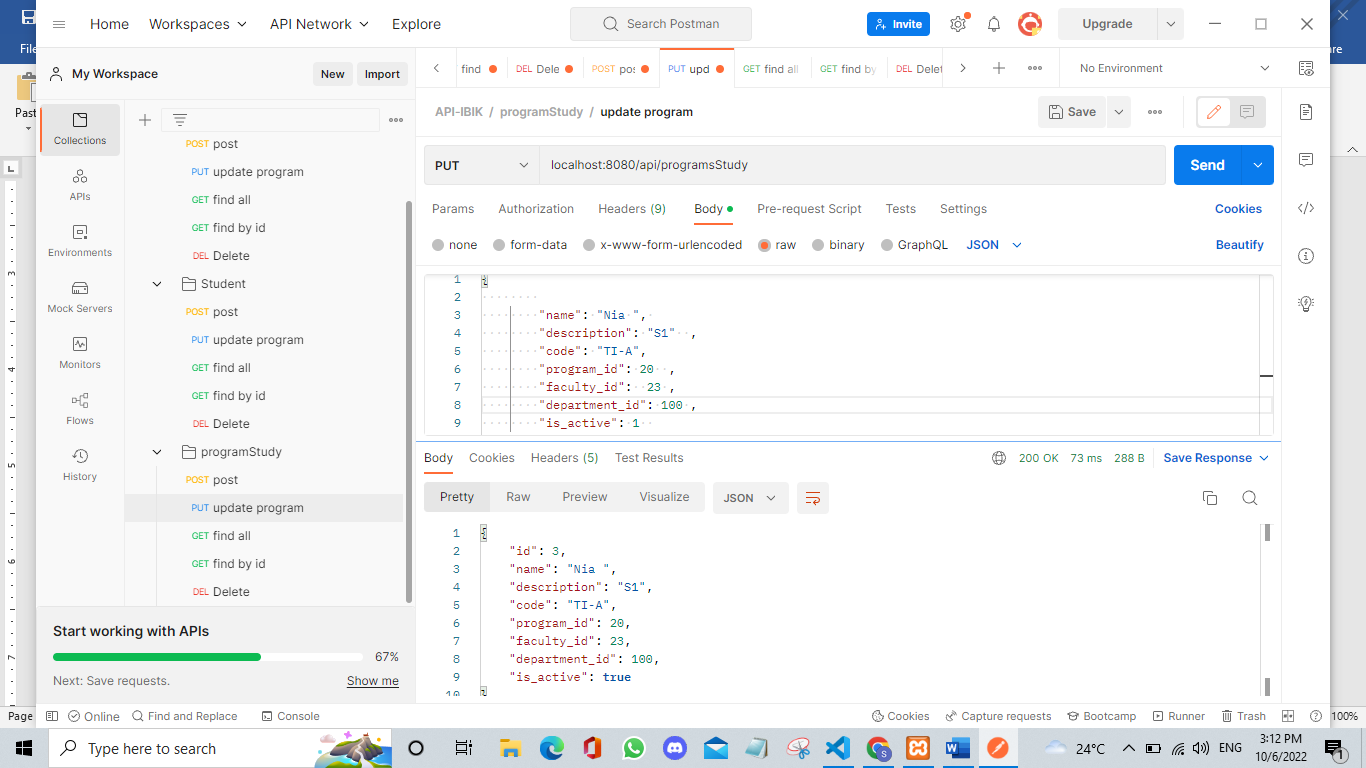 File
Home
Workspaces
API Network
Explore
Search Postman
Invite
Upgrade
My Workspace
New
Import
find
DEL Dele
POST pos
PUT upd
GET find all
GET find by
DEL Delet
No Environment
Past
Collections
APIs
Environments
Mock Servers
Monitors
Flows
History
POST post
PUT update program
GET find all
GET find by id
DEL Delete
Student
POST post
PUT update program
GET find all
GET find by id
DEL Delete
programStudy
POST post
PUT update program
GET find all
GET find by id
DEL Delete
API-IBIK / programStudy / update program
Save
PUT
localhost:8080/api/programsStudy
Send
Params
Authorization
Headers (9)
Body
Pre-request Script
Tests
Settings
Cookies
none
form-data
x-www-form-urlencoded
raw
binary
GraphQL
JSON
Beautify
1 {
2
3 "name": "Nia ",
4 "description": "S1" ,
5 "code": "TI-A",
6 "program_id": 20 ,
7 "faculty_id": 23 ,
8 "department_id": 100 ,
9 "is_active": 1
Body
Cookies
Headers (5)
Test Results
200 OK
73 ms
288 B
Save Response
Pretty
Raw
Preview
Visualize
JSON
1 {
2 "id": 3,
3 "name": "Nia ",
4 "description": "S1",
5 "code": "TI-A",
6 "program_id": 20,
7 "faculty_id": 23,
8 "department_id": 100,
9 "is_active": true
10 }
Start working with APIs
67%
Next: Save requests.
Show me
Page
Online
Find and Replace
Console
Cookies
Capture requests
Bootcamp
Runner
Trash
100%
Type here to search
24°C
ENG
3:12 PM
10/6/2022
1